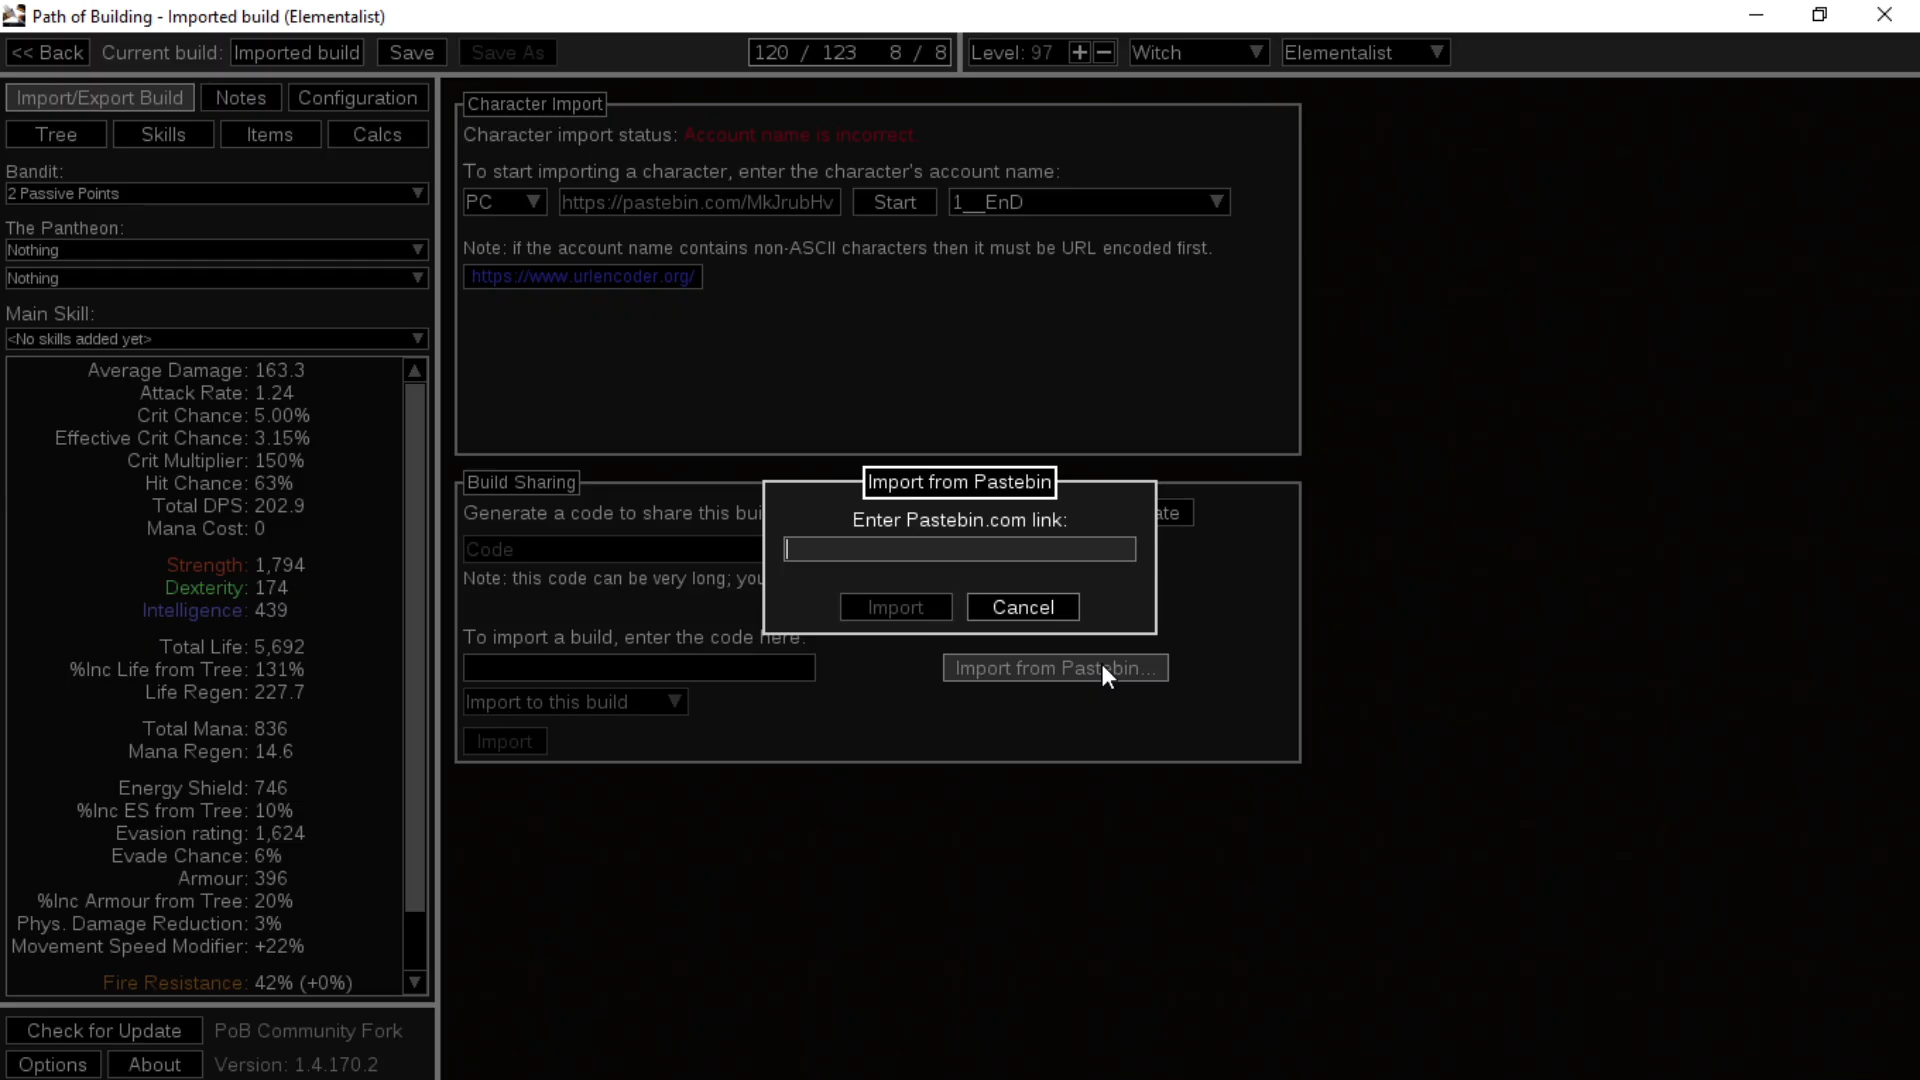 Path of Building - Imported build (Elementalist)
<< Back Current build: Imported build Save Save As 120 / 123 8 / 8 Level: 97 + − Witch Elementalist
Import/Export Build Notes Configuration
Tree Skills Items Calcs
Bandit:
2 Passive Points
The Pantheon:
Nothing
Nothing
Main Skill:
<No skills added yet>
Average Damage: 163.3
Attack Rate: 1.24
Crit Chance: 5.00%
Effective Crit Chance: 3.15%
Crit Multiplier: 150%
Hit Chance: 63%
Total DPS: 202.9
Mana Cost: 0
Strength: 1,794
Dexterity: 174
Intelligence: 439
Total Life: 5,692
%Inc Life from Tree: 131%
Life Regen: 227.7
Total Mana: 836
Mana Regen: 14.6
Energy Shield: 746
%Inc ES from Tree: 10%
Evasion rating: 1,624
Evade Chance: 6%
Armour: 396
%Inc Armour from Tree: 20%
Phys. Damage Reduction: 3%
Movement Speed Modifier: +22%
Fire Resistance: 42% (+0%)
Check for Update PoB Community Fork
Options About Version: 1.4.170.2
Character Import
Character import status: Account name is incorrect.
To start importing a character, enter the character's account name:
PC https://pastebin.com/MkJrubHv Start 1__EnD
Note: if the account name contains non-ASCII characters then it must be URL encoded first.
https://www.urlencoder.org/
Build Sharing
Generate a code to share this bui
ate
Code
Note: this code can be very long; you
To import a build, enter the code here:
Import from Pastebin...
Import to this build
Import
Import from Pastebin
Enter Pastebin.com link:
Import Cancel